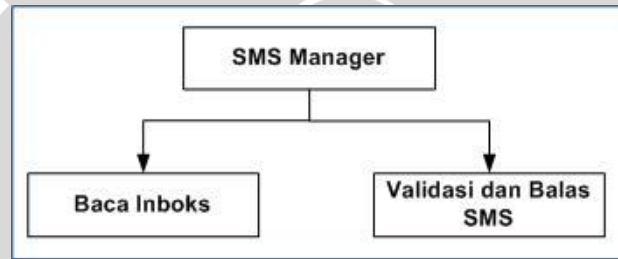 SMS Manager
Baca Inboks
Validasi dan Balas
SMS